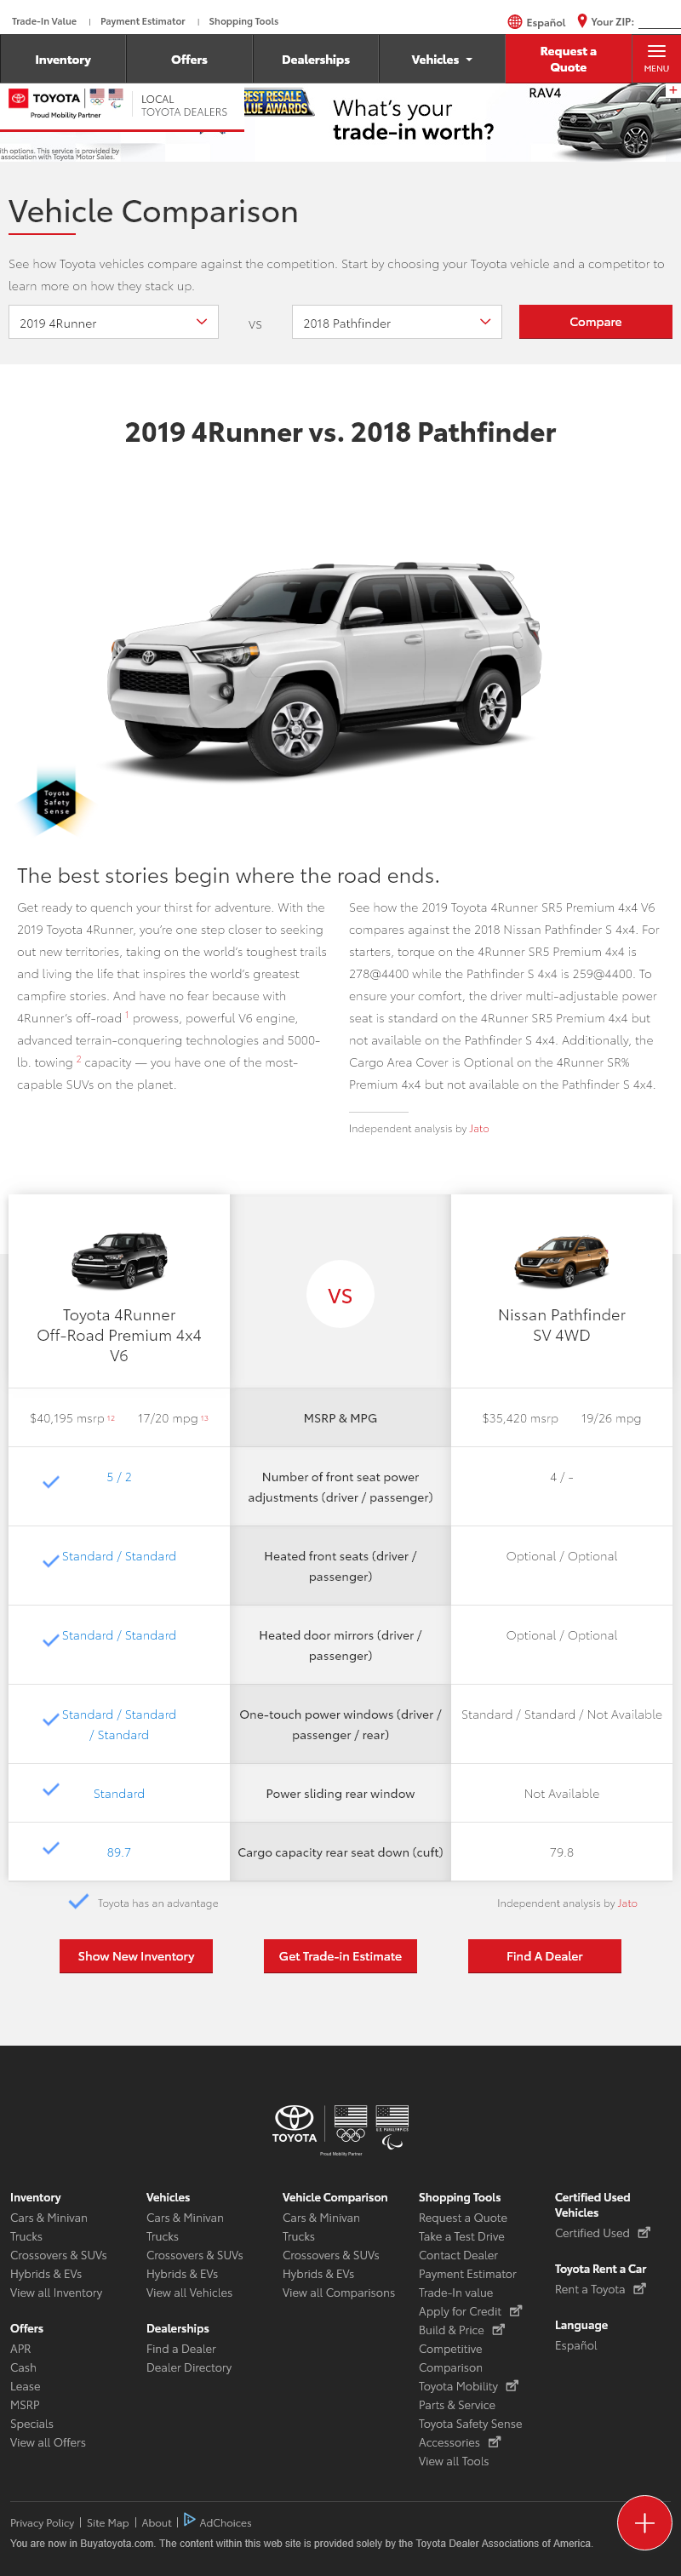 Trade-In Value | Payment Estimator | Shopping Tools
Español Your ZIP:
Inventory Offers Dealerships Vehicles Request a Quote MENU
TOYOTA
Proud Mobility Partner
LOCAL
TOYOTA DEALERS
BEST RESALE
VALUE AWARDS
What's your
trade-in worth?
RAV4
+
ith options. This service is provided by
association with Toyota Motor Sales.
Vehicle Comparison
See how Toyota vehicles compare against the competition. Start by choosing your Toyota vehicle and a competitor to
learn more on how they stack up.
2019 4Runner VS 2018 Pathfinder Compare
2019 4Runner vs. 2018 Pathfinder
Toyota
Safety
Sense
The best stories begin where the road ends.
Get ready to quench your thirst for adventure. With the
2019 Toyota 4Runner, you're one step closer to seeking
out new territories, taking on the world's toughest trails
and living the life that inspires the world's greatest
campfire stories. And have no fear because with
4Runner's off-road 1 prowess, powerful V6 engine,
advanced terrain-conquering technologies and 5000-
lb. towing 2 capacity — you have one of the most-
capable SUVs on the planet.
See how the 2019 Toyota 4Runner SR5 Premium 4x4 V6
compares against the 2018 Nissan Pathfinder S 4x4. For
starters, torque on the 4Runner SR5 Premium 4x4 is
278@4400 while the Pathfinder S 4x4 is 259@4400. To
ensure your comfort, the driver multi-adjustable power
seat is standard on the 4Runner SR5 Premium 4x4 but
not available on the Pathfinder S 4x4. Additionally, the
Cargo Area Cover is Optional on the 4Runner SR%
Premium 4x4 but not available on the Pathfinder S 4x4.
Independent analysis by Jato
Toyota 4Runner
Off-Road Premium 4x4
V6
VS
Nissan Pathfinder
SV 4WD
$40,195 msrp 12 17/20 mpg 13 MSRP & MPG $35,420 msrp 19/26 mpg
5 / 2
Number of front seat power
adjustments (driver / passenger)
4 / -
Standard / Standard
Heated front seats (driver /
passenger)
Optional / Optional
Standard / Standard
Heated door mirrors (driver /
passenger)
Optional / Optional
Standard / Standard
/ Standard
One-touch power windows (driver /
passenger / rear)
Standard / Standard / Not Available
Standard Power sliding rear window Not Available
89.7 Cargo capacity rear seat down (cuft) 79.8
Toyota has an advantage Independent analysis by Jato
Show New Inventory Get Trade-in Estimate Find A Dealer
TOYOTA
U.S. PARALYMPICS
Proud Mobility Partner
Inventory
Cars & Minivan
Trucks
Crossovers & SUVs
Hybrids & EVs
View all Inventory
Offers
APR
Cash
Lease
MSRP
Specials
View all Offers
Vehicles
Cars & Minivan
Trucks
Crossovers & SUVs
Hybrids & EVs
View all Vehicles
Dealerships
Find a Dealer
Dealer Directory
Vehicle Comparison
Cars & Minivan
Trucks
Crossovers & SUVs
Hybrids & EVs
View all Comparisons
Shopping Tools
Request a Quote
Take a Test Drive
Contact Dealer
Payment Estimator
Trade-In value
Apply for Credit
Build & Price
Competitive
Comparison
Toyota Mobility
Parts & Service
Toyota Safety Sense
Accessories
View all Tools
Certified Used
Vehicles
Certified Used
Toyota Rent a Car
Rent a Toyota
Language
Español
Privacy Policy | Site Map | About | AdChoices
You are now in Buyatoyota.com. The content within this web site is provided solely by the Toyota Dealer Associations of America.